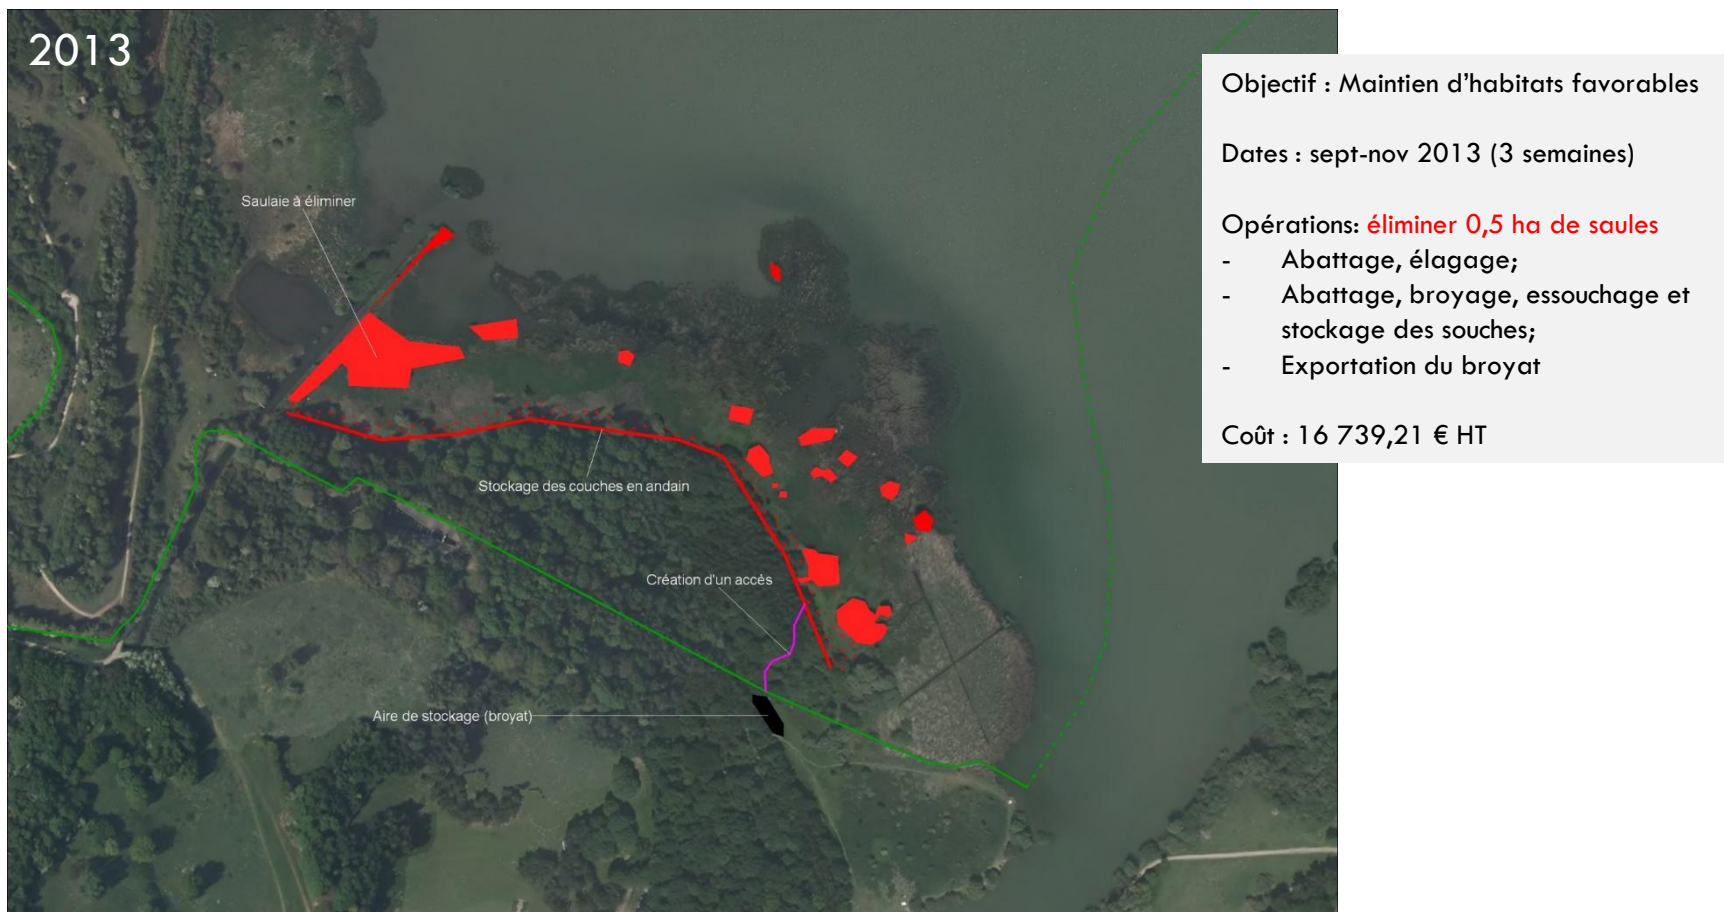 2013
Objectif : Maintien d'habitats favorables
Dates : sept-nov 2013 (3 semaines)
Opérations: éliminer 0,5 ha de saules
- Abattage, élagage;
- Abattage, broyage, essouchage et
stockage des souches;
- Exportation du broyat
Coût : 16 739,21 € HT
Saulaie à éliminer
Stockage des couches en andain
Création d'un accès
Aire de stockage (broyat)